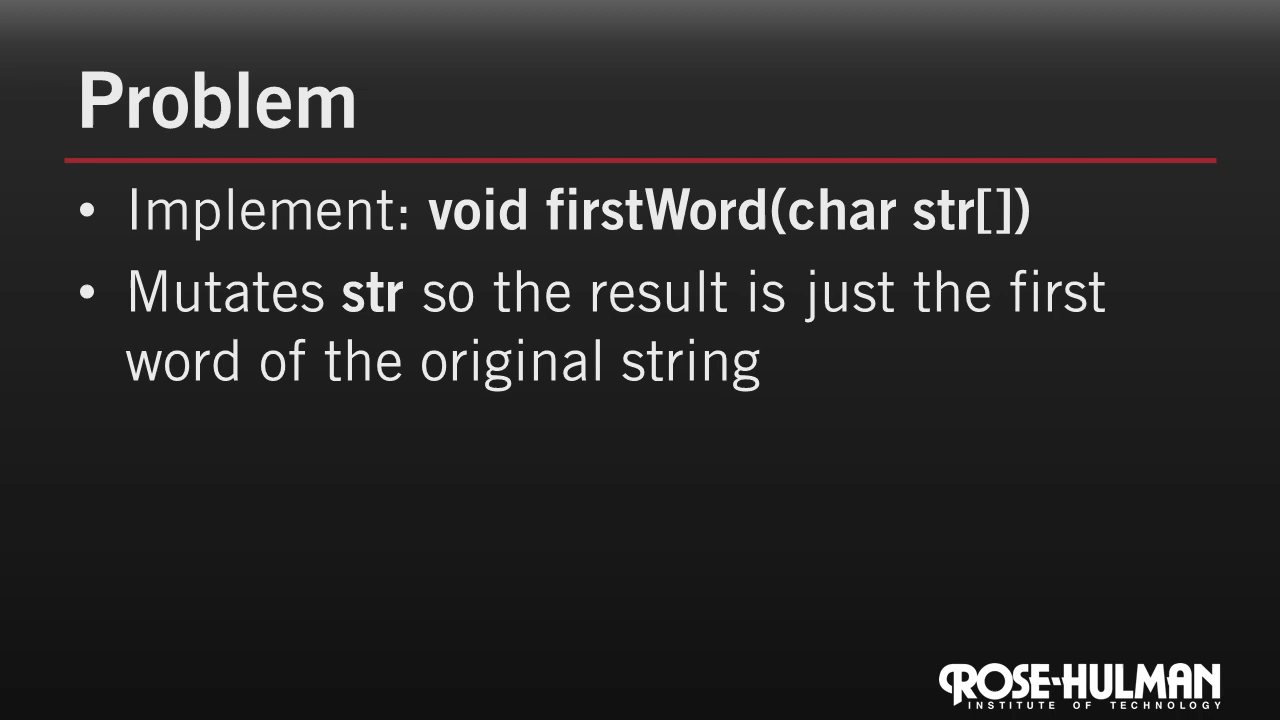 Problem
• Implement: void firstWord(char str[])
• Mutates str so the result is just the first
word of the original string
ROSE-HULMAN
INSTITUTE OF TECHNOLOGY